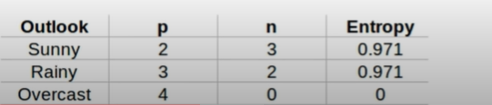 Outlook p n Entropy
Sunny 2 3 0.971
Rainy 3 2 0.971
Overcast 4 0 0